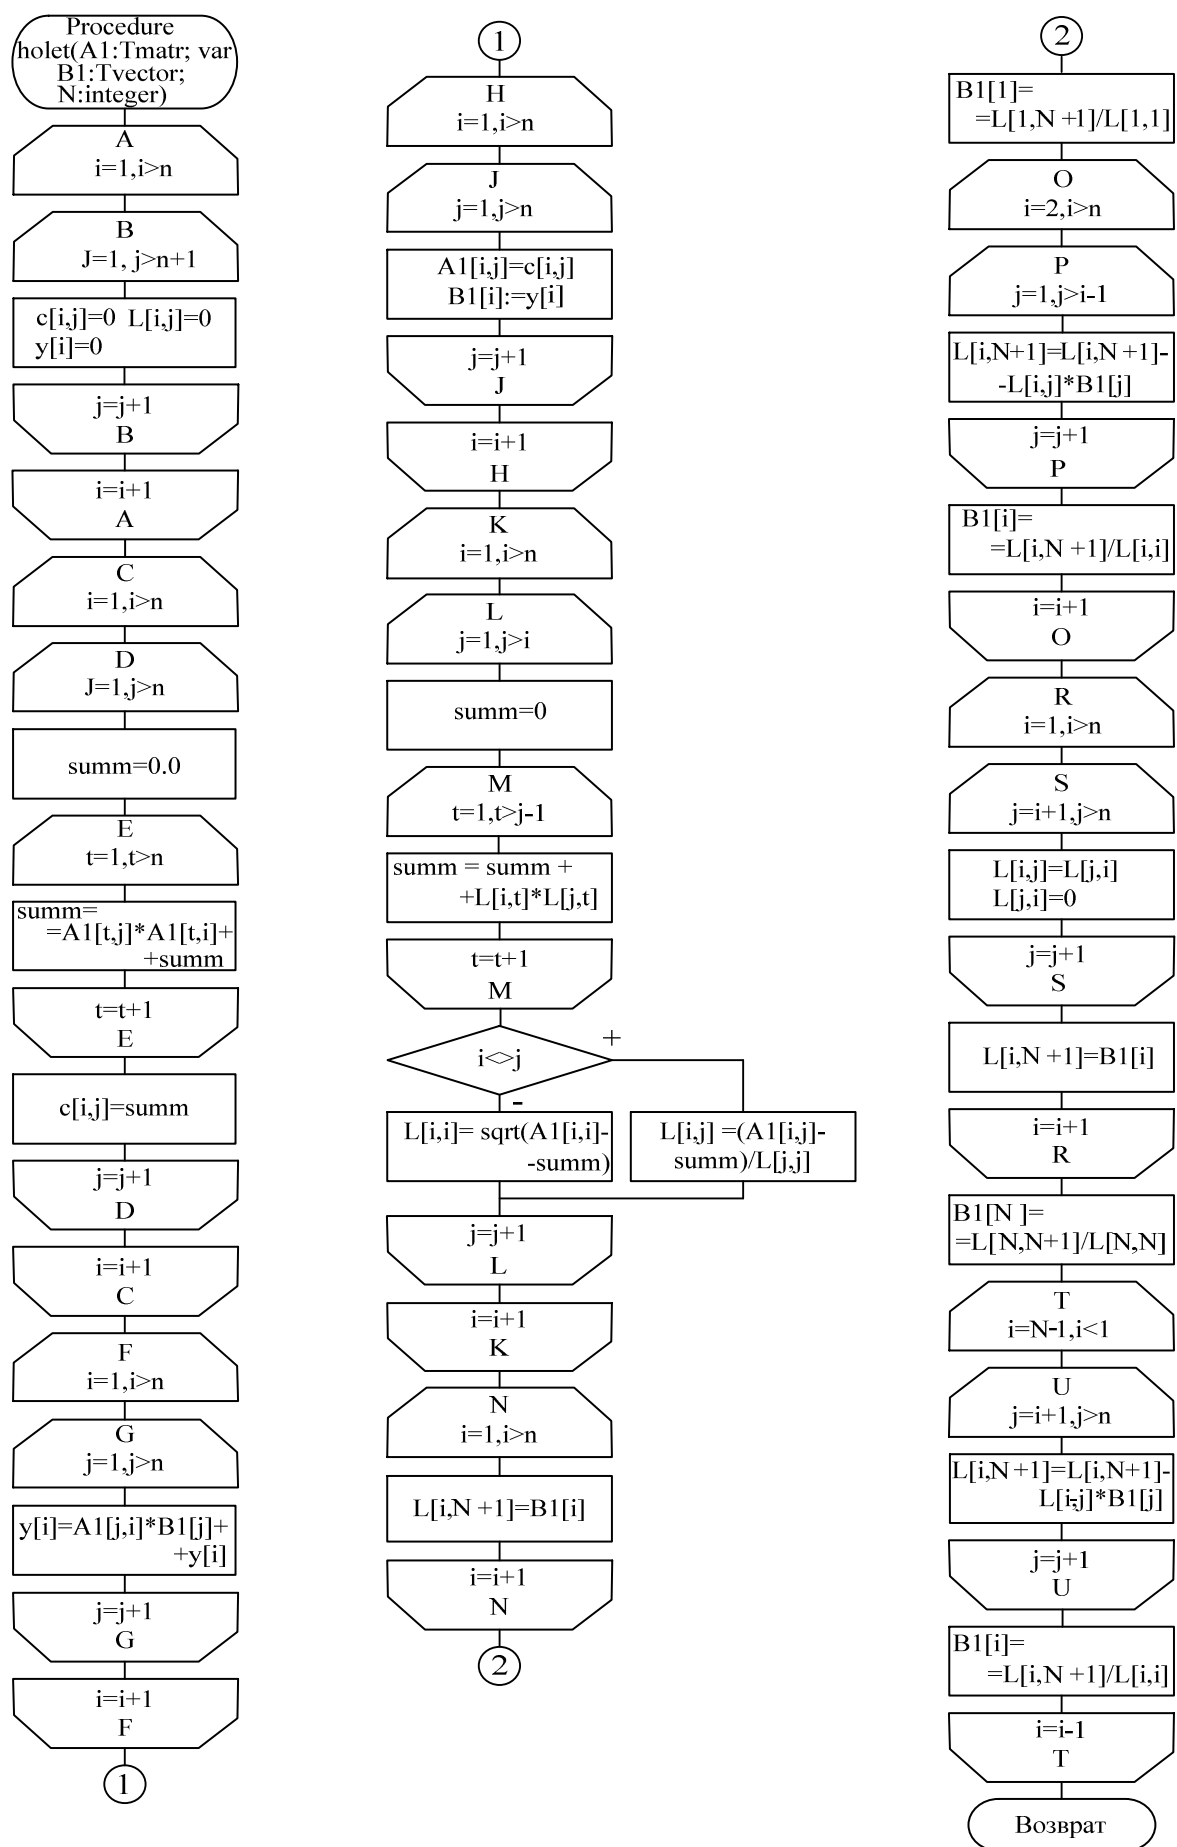 Procedure
holet(A1:Tmatr; var
B1:Tvector;
N:integer)
A
i=1,i>n
B
J=1, j>n+1
c[i,j]=0 L[i,j]=0
y[i]=0
j=j+1
B
i=i+1
A
C
i=1,i>n
D
J=1,j>n
summ=0.0
E
t=1,t>n
summ=
=A1[t,j]*A1[t,i]+
+summ
t=t+1
E
c[i,j]=summ
j=j+1
D
i=i+1
C
F
i=1,i>n
G
j=1,j>n
y[i]=A1[j,i]*B1[j]+
+y[i]
j=j+1
G
i=i+1
F
1
1
H
i=1,i>n
J
j=1,j>n
A1[i,j]=c[i,j]
B1[i]:=y[i]
j=j+1
J
i=i+1
H
K
i=1,i>n
L
j=1,j>i
summ=0
M
t=1,t>j-1
summ = summ +
+L[i,t]*L[j,t]
t=t+1
M
i<>j
+
-
L[i,i]= sqrt(A1[i,i]-
-summ)
L[i,j] =(A1[i,j]-
summ)/L[j,j]
j=j+1
L
i=i+1
K
N
i=1,i>n
L[i,N +1]=B1[i]
i=i+1
N
2
2
B1[1]=
=L[1,N +1]/L[1,1]
O
i=2,i>n
P
j=1,j>i-1
L[i,N+1]=L[i,N +1]-
-L[i,j]*B1[j]
j=j+1
P
B1[i]=
=L[i,N +1]/L[i,i]
i=i+1
O
R
i=1,i>n
S
j=i+1,j>n
L[i,j]=L[j,i]
L[j,i]=0
j=j+1
S
L[i,N +1]=B1[i]
i=i+1
R
B1[N ]=
=L[N,N+1]/L[N,N]
T
i=N-1,i<1
U
j=i+1,j>n
L[i,N +1]=L[i,N+1]-
L[i,j]*B1[j]
j=j+1
U
B1[i]=
=L[i,N +1]/L[i,i]
i=i-1
T
Возврат